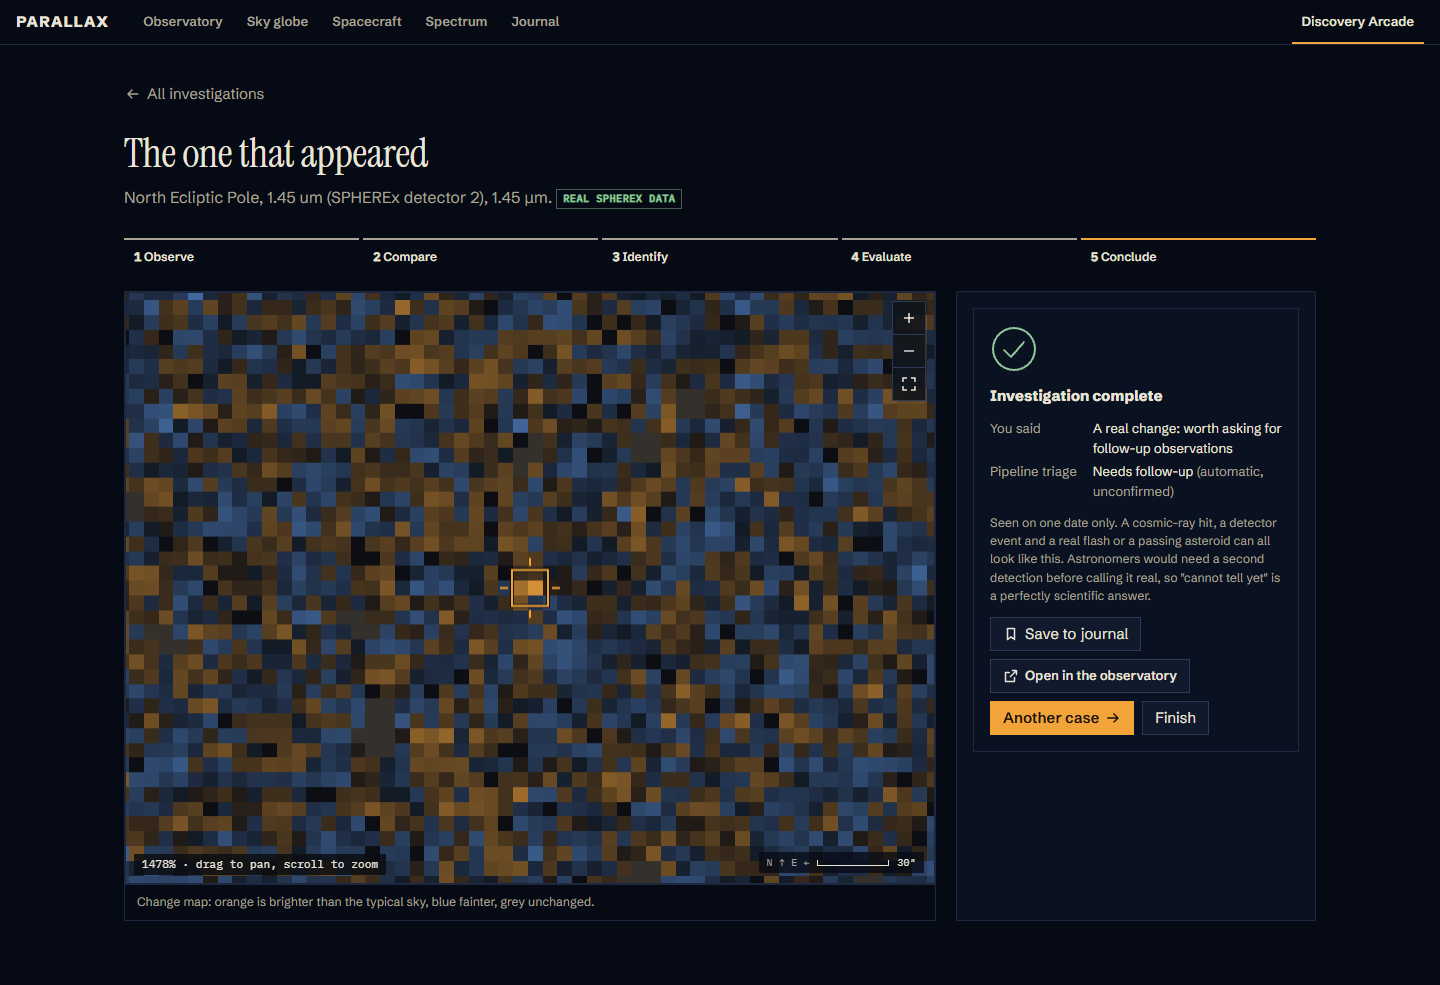 PARALLAX Observatory Sky globe Spacecraft Spectrum Journal Discovery Arcade
← All investigations
The one that appeared
North Ecliptic Pole, 1.45 um (SPHEREx detector 2), 1.45 µm. REAL SPHEREX DATA
1 Observe 2 Compare 3 Identify 4 Evaluate 5 Conclude
+
−
Investigation complete
You said A real change: worth asking for
follow-up observations
Pipeline triage Needs follow-up (automatic,
unconfirmed)
Seen on one date only. A cosmic-ray hit, a detector
event and a real flash or a passing asteroid can all
look like this. Astronomers would need a second
detection before calling it real, so "cannot tell yet" is
a perfectly scientific answer.
Save to journal
Open in the observatory
Another case → Finish
1478% · drag to pan, scroll to zoom
N ↑ E ← 30"
Change map: orange is brighter than the typical sky, blue fainter, grey unchanged.